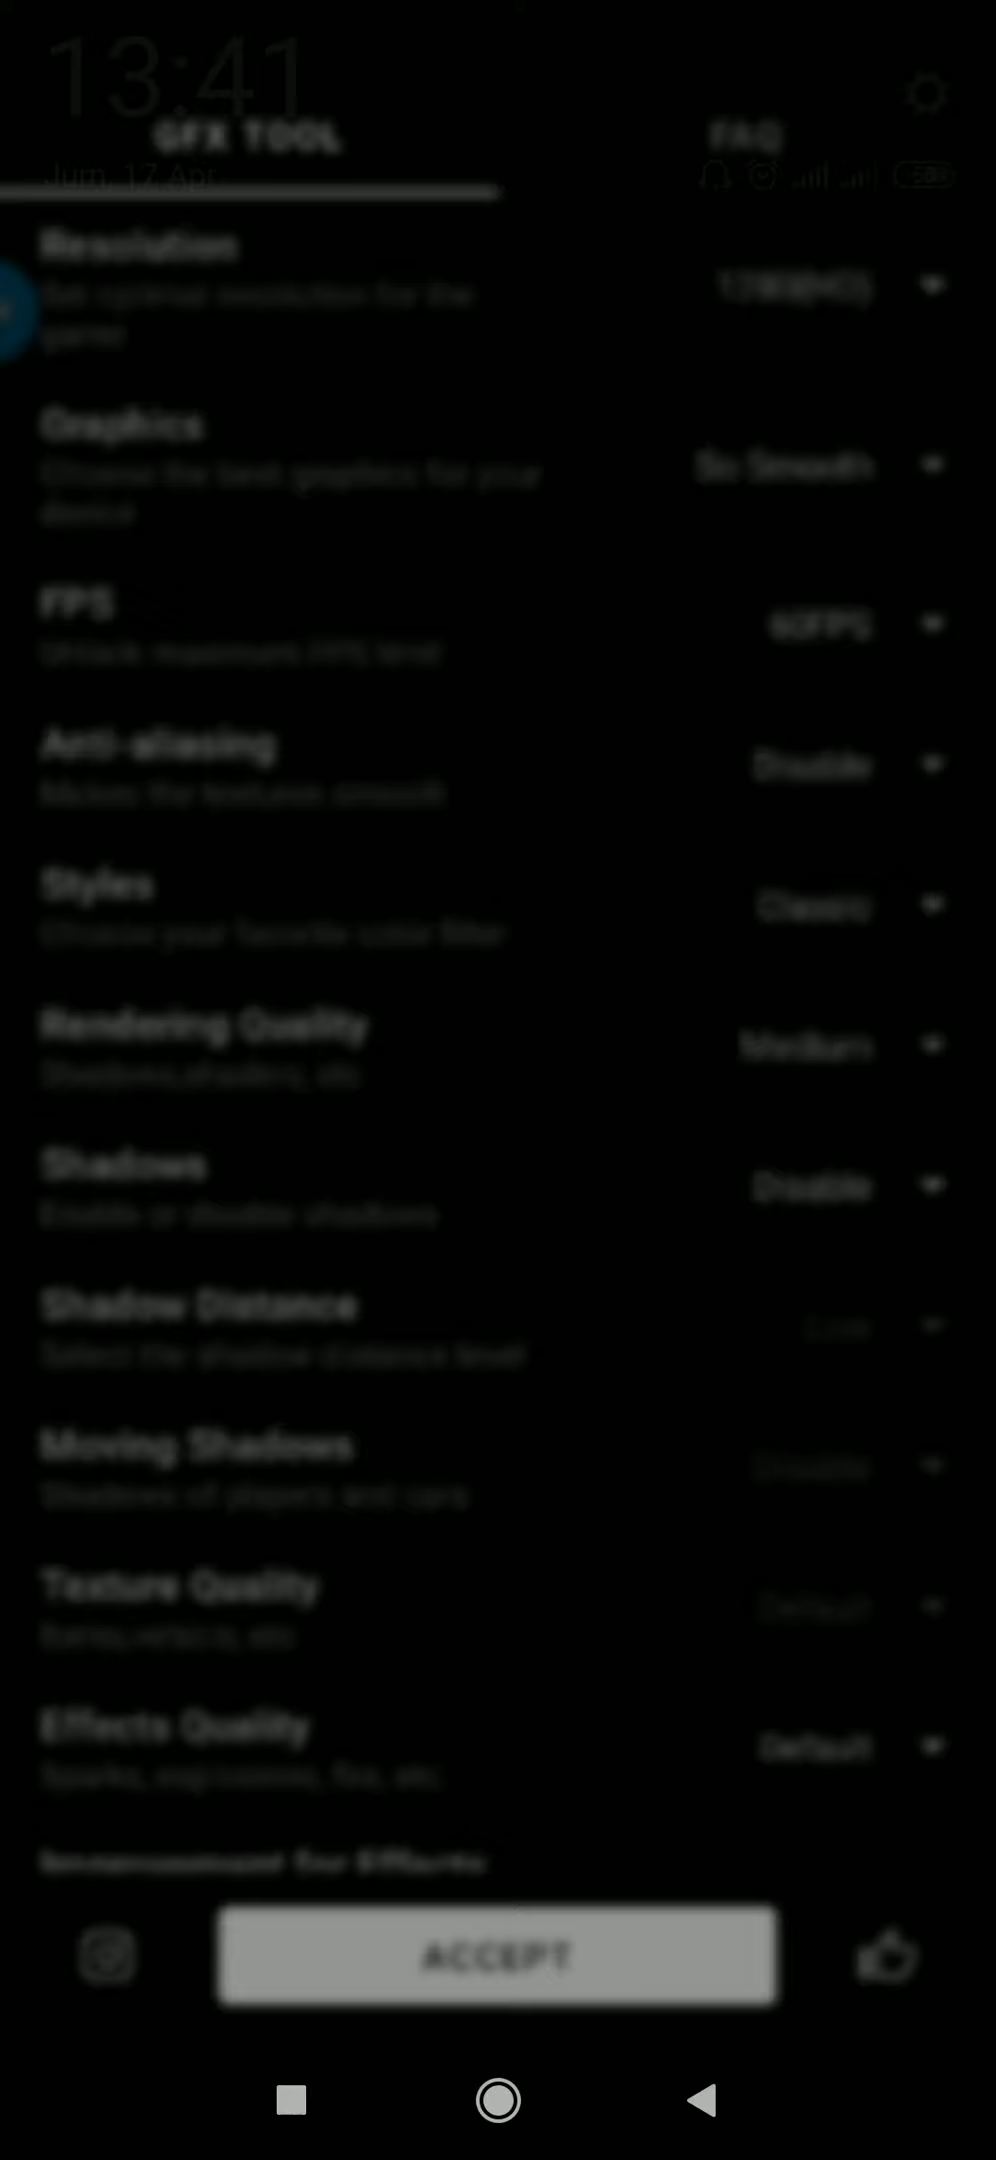 13:41
GFX TOOL
FAQ
Jum, 17 Apr
Resolution
Set optimal resolution for the
game
1280(HD)
Graphics
Choose the best graphics for your
device
So Smooth
FPS
Unlock maximum FPS level
60FPS
Anti-aliasing
Makes the textures smooth
Disable
Styles
Choose your favorite color filter
Classic
Rendering Quality
Shadows,shaders, etc
Medium
Shadows
Enable or disable shadows
Disable
Shadow Distance
Select the shadow distance level
Low
Moving Shadows
Shadows of players and cars
Disable
Texture Quality
etc
Default
Effects Quality
Sparks, explosions, fire, etc
Default
for Effects
ACCEPT